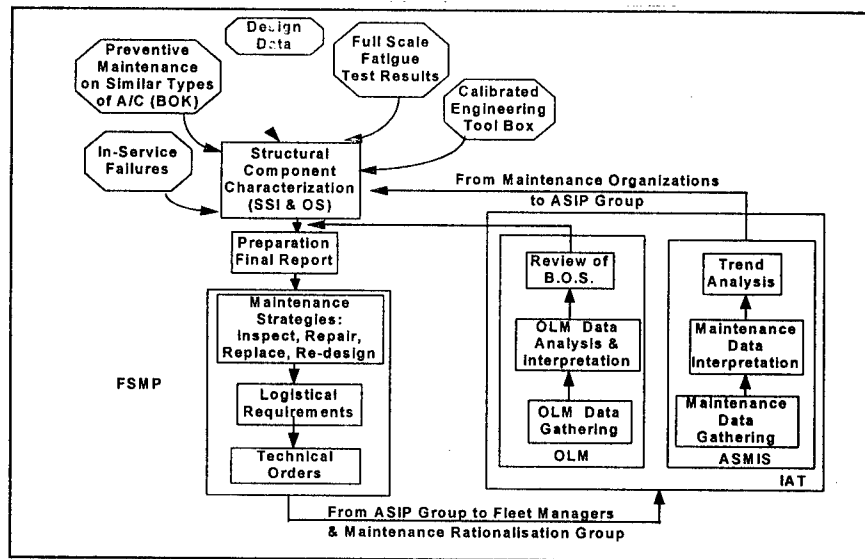 Design
Data
Preventive
Maintenance
on Similar Types
of A/C (BOK)
Full Scale
Fatigue
Test Results
Calibrated
Engineering
Tool Box
In-Service
Failures
Structural
Component
Characterization
(SSI & OS)
From Maintenance Organizations
to ASIP Group
Preparation
Final Report
Review of
B.O.S.
Trend
Analysis
Maintenance
Strategies:
Inspect, Repair,
Replace, Re-design
OLM Data
Analysis &
Interpretation
Maintenance
Data
Interpretation
FSMP
Logistical
Requirements
OLM Data
Gathering
Maintenance
Data
Gathering
Technical
Orders
OLM
ASMIS
IAT
From ASIP Group to Fleet Managers
& Maintenance Rationalisation Group